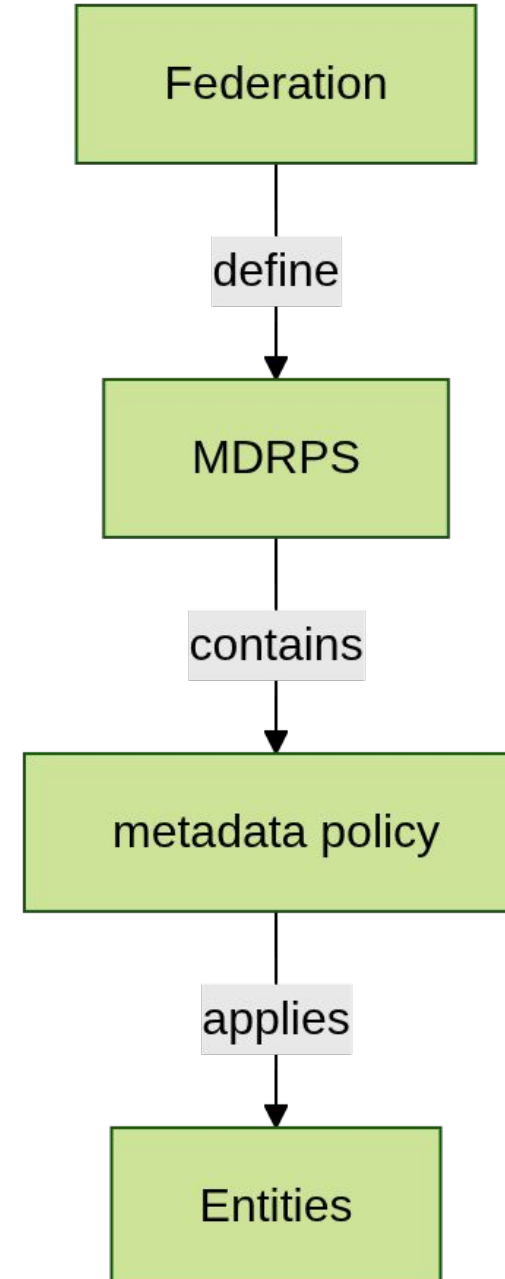 Federation
define
MDRPS
contains
metadata policy
applies
Entities